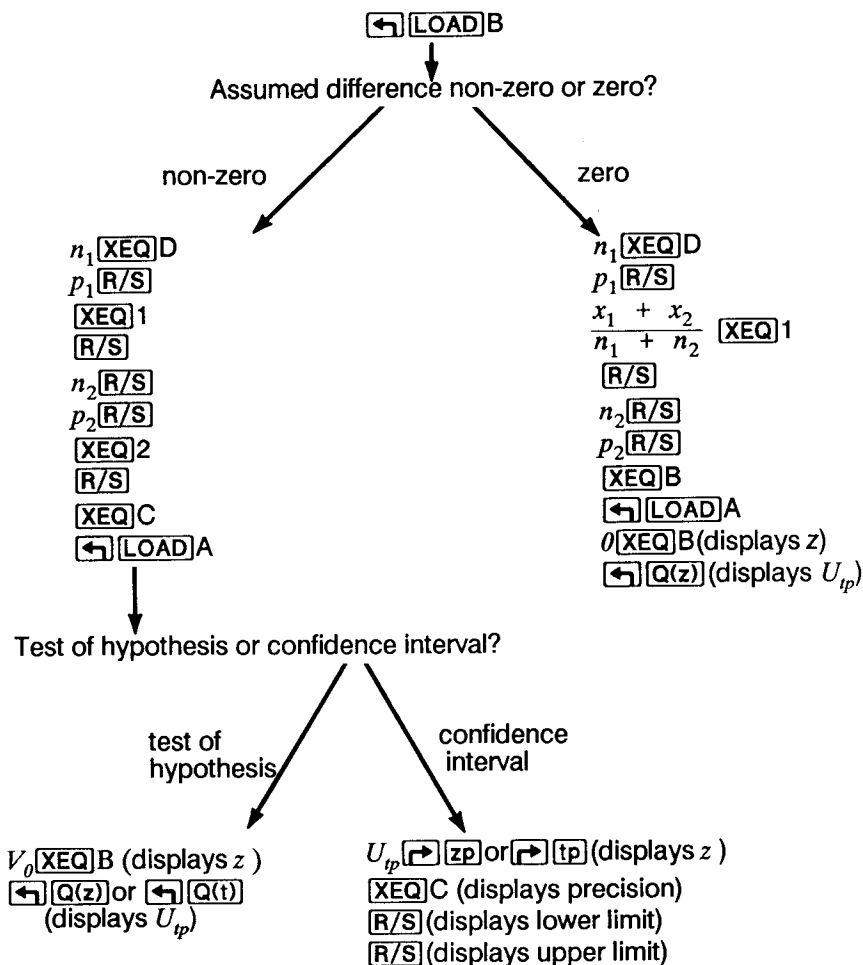 [↰][LOAD]B
Assumed difference non-zero or zero?
non-zero
zero
n₁[XEQ]D
p₁[R/S]
[XEQ]1
[R/S]
n₂[R/S]
p₂[R/S]
[XEQ]2
[R/S]
[XEQ]C
[↰][LOAD]A
n₁[XEQ]D
p₁[R/S]
x₁ + x₂
n₁ + n₂ [XEQ]1
[R/S]
n₂[R/S]
p₂[R/S]
[XEQ]B
[↰][LOAD]A
0[XEQ]B(displays z)
[↰][Q(z)](displays Uₜₚ)
Test of hypothesis or confidence interval?
test of
hypothesis
confidence
interval
V₀[XEQ]B (displays z )
[↰][Q(z)]or [↰][Q(t)]
(displays Uₜₚ)
Uₜₚ[↱][zp]or[↱][tp](displays z )
[XEQ]C (displays precision)
[R/S](displays lower limit)
[R/S](displays upper limit)